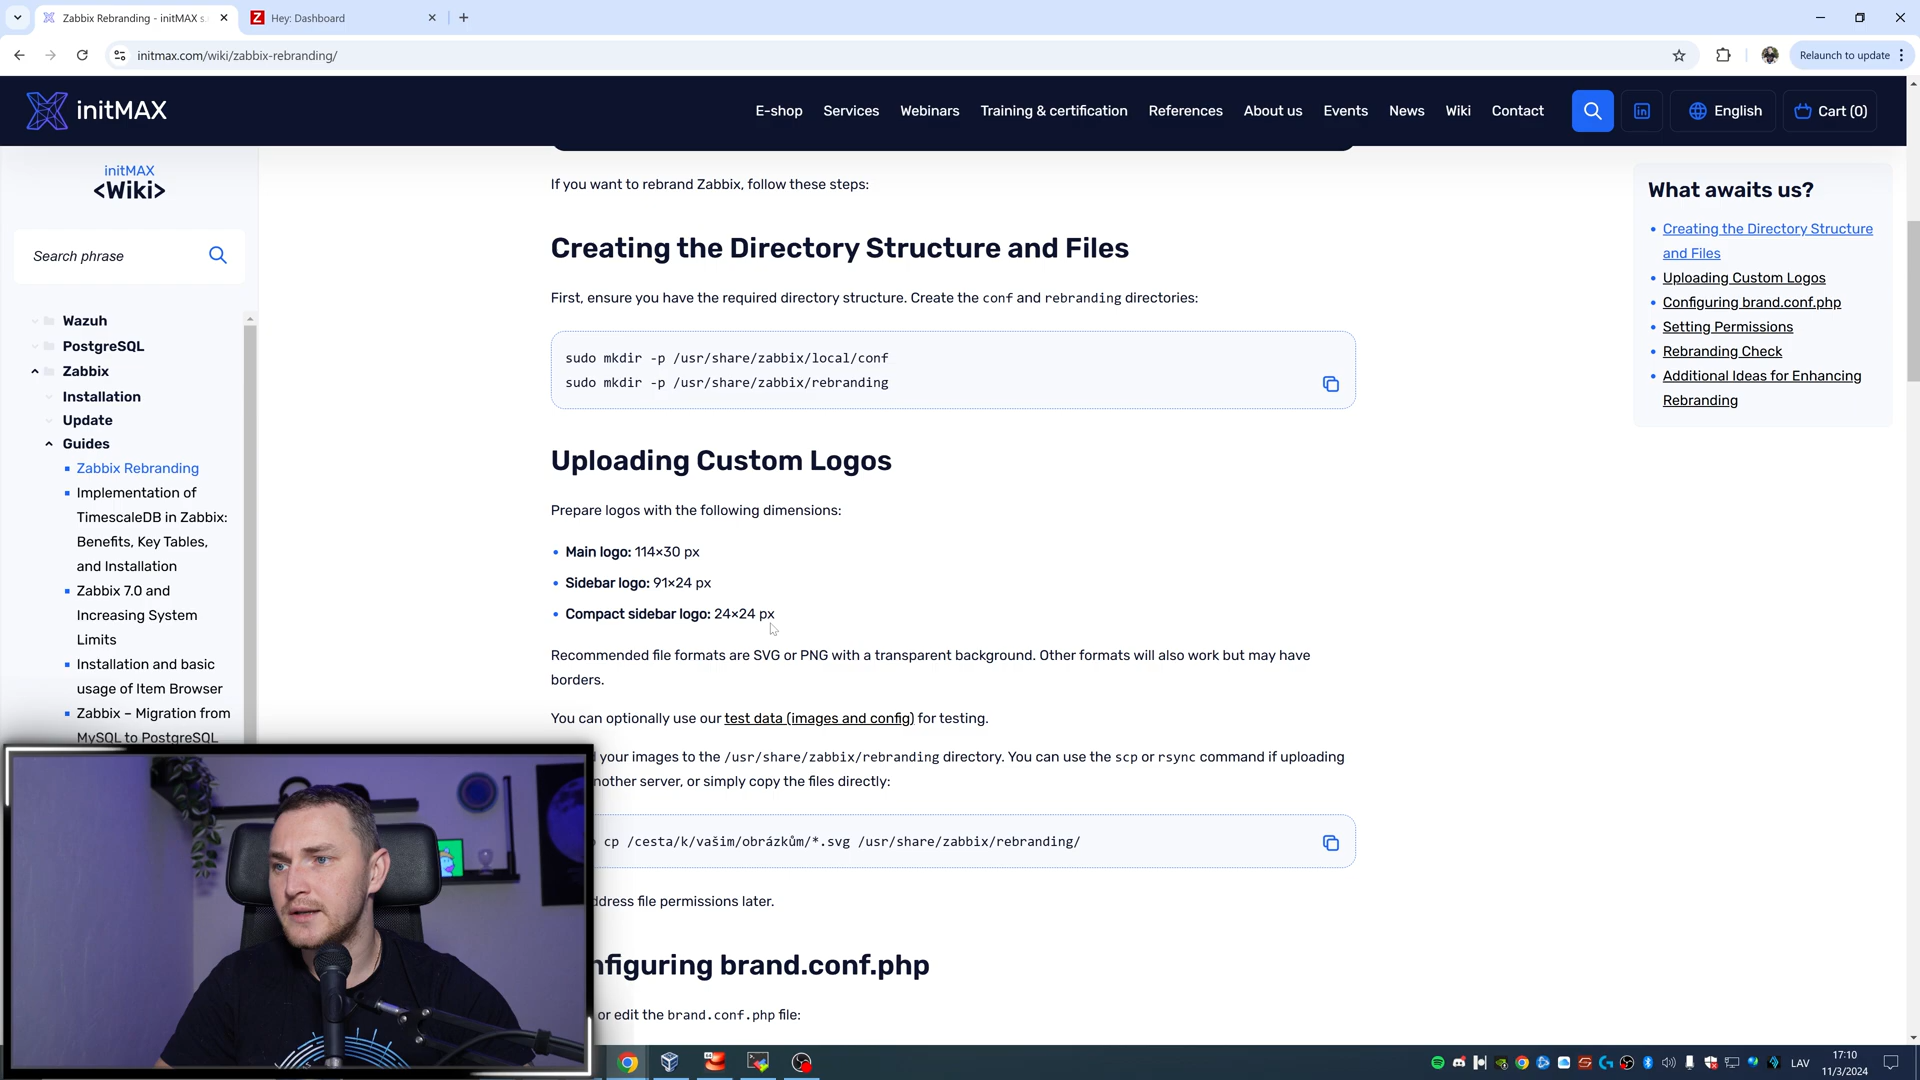 Zabbix Rebranding - initMAX s
Hey: Dashboard
initmax.com/wiki/zabbix-rebranding/
Relaunch to update
initMAX
E-shop
Services
Webinars
Training & certification
References
About us
Events
News
Wiki
Contact
English
Cart (0)
initMAX
<Wiki>
Search phrase
Wazuh
PostgreSQL
Zabbix
Installation
Update
Guides
Zabbix Rebranding
Implementation of
TimescaleDB in Zabbix:
Benefits, Key Tables,
and Installation
Zabbix 7.0 and
Increasing System
Limits
Installation and basic
usage of Item Browser
Zabbix – Migration from
MySQL to PostgreSQL
If you want to rebrand Zabbix, follow these steps:
Creating the Directory Structure and Files
First, ensure you have the required directory structure. Create the conf and rebranding directories:
sudo mkdir -p /usr/share/zabbix/local/conf
sudo mkdir -p /usr/share/zabbix/rebranding
Uploading Custom Logos
Prepare logos with the following dimensions:
Main logo: 114×30 px
Sidebar logo: 91×24 px
Compact sidebar logo: 24×24 px
Recommended file formats are SVG or PNG with a transparent background. Other formats will also work but may have
borders.
You can optionally use our test data (images and config) for testing.
your images to the /usr/share/zabbix/rebranding directory. You can use the scp or rsync command if uploading
nother server, or simply copy the files directly:
cp /cesta/k/vašim/obrázkům/*.svg /usr/share/zabbix/rebranding/
ddress file permissions later.
nfiguring brand.conf.php
or edit the brand.conf.php file:
What awaits us?
Creating the Directory Structure
and Files
Uploading Custom Logos
Configuring brand.conf.php
Setting Permissions
Rebranding Check
Additional Ideas for Enhancing
Rebranding
LAV
17:10
11/3/2024